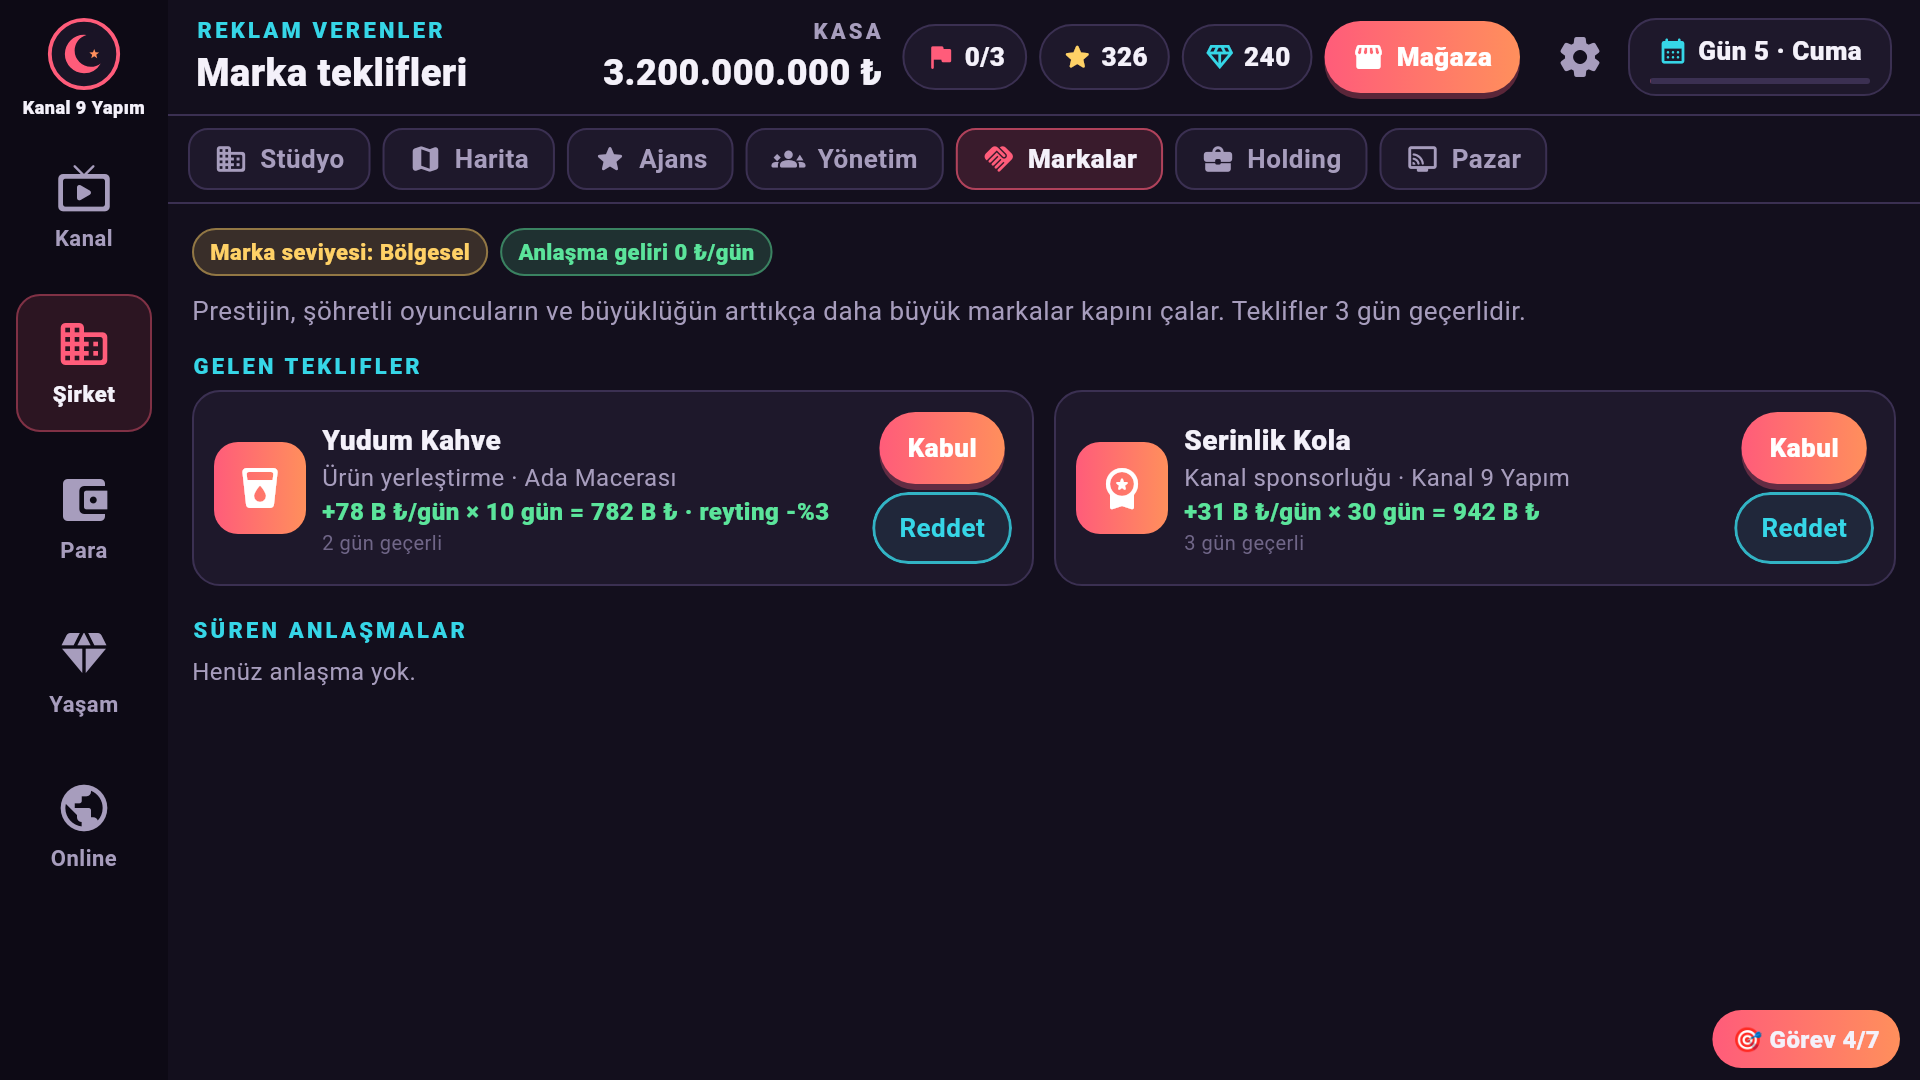 Kanal 9 Yapım
REKLAM VERENLER
Marka teklifleri
KASA
3.200.000.000 ₺
0/3
326
240
Mağaza
Gün 5 · Cuma
Stüdyo
Harita
Ajans
Yönetim
Markalar
Holding
Pazar
Kanal
Şirket
Para
Yaşam
Online
Marka seviyesi: Bölgesel
Anlaşma geliri 0 ₺/gün
Prestijin, şöhretli oyuncuların ve büyüklüğün arttıkça daha büyük markalar kapını çalar. Teklifler 3 gün geçerlidir.
GELEN TEKLIFLER
Yudum Kahve
Ürün yerleştirme · Ada Macerası
+78 B ₺/gün × 10 gün = 782 B ₺ · reyting -%3
2 gün geçerli
Kabul
Reddet
Serinlik Kola
Kanal sponsorluğu · Kanal 9 Yapım
+31 B ₺/gün × 30 gün = 942 B ₺
3 gün geçerli
Kabul
Reddet
SÜREN ANLAŞMALAR
Henüz anlaşma yok.
Görev 4/7